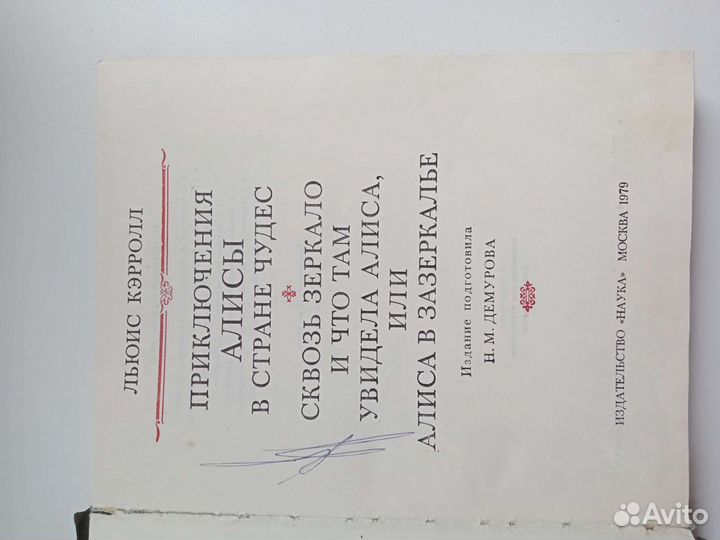 ЛЬЮИС КЭРРОЛЛ
ПРИКЛЮЧЕНИЯ
АЛИСЫ
В СТРАНЕ ЧУДЕС
СКВОЗЬ ЗЕРКАЛО
И ЧТО ТАМ
УВИДЕЛА АЛИСА,
ИЛИ
АЛИСА В ЗАЗЕРКАЛЬЕ
Издание подготовила
Н. М. ДЕМУРОВА
ИЗДАТЕЛЬСТВО «НАУКА» МОСКВА 1979
Avito